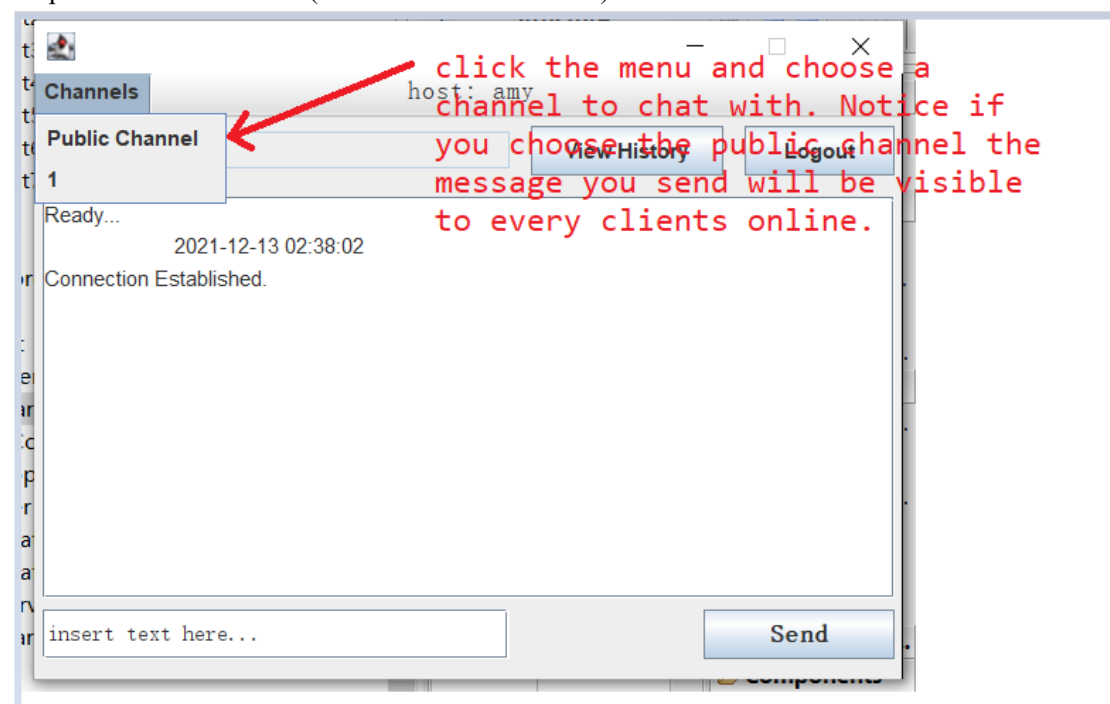 click the menu and choose a
Channels
host: amy
channel to chat with. Notice if
Public Channel
you choose the public channel the
View History
Logout
1
message you send will be visible
Ready...
to every clients online.
2021-12-13 02:38:02
Connection Established.
insert text here...
Send
Components